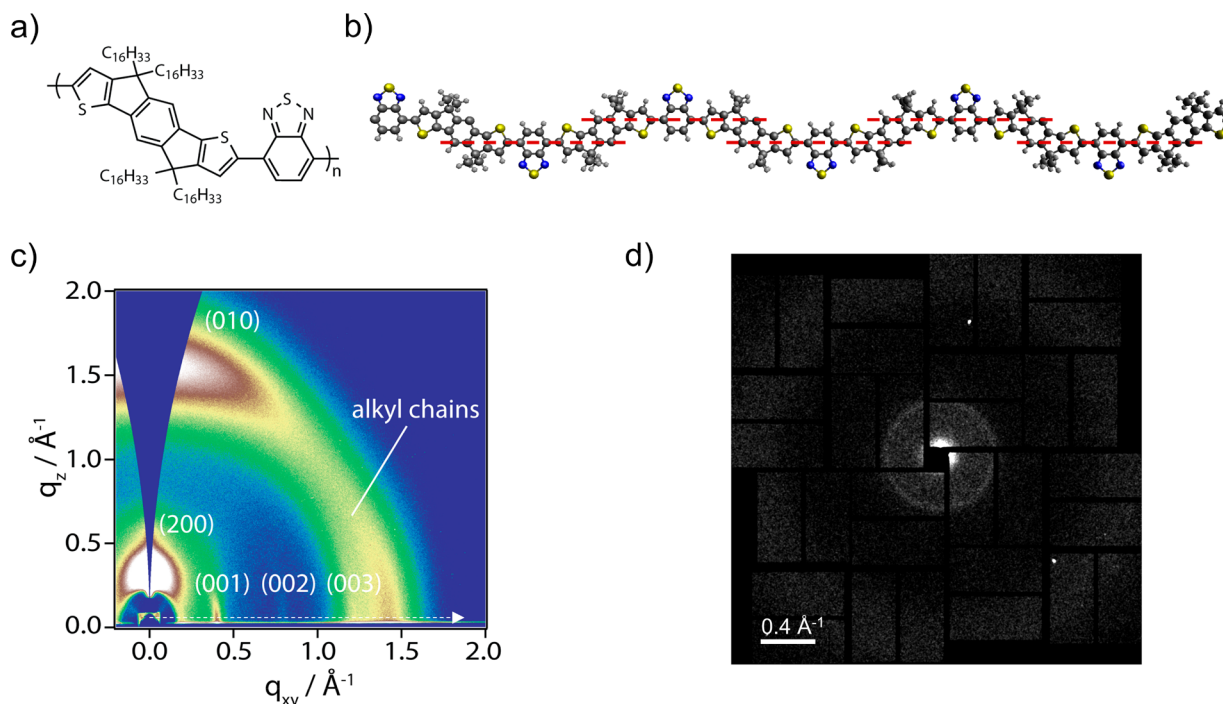 a)
C16H33
C16H33
S
S
N
S
N
n
C16H33
C16H33
b)
c)
2.0
1.5
1.0
0.5
0.0
qz / Å-1
(010)
alkyl chains
(200)
(001) (002) (003)
0.0 0.5 1.0 1.5 2.0
qxy / Å-1
d)
0.4 Å-1